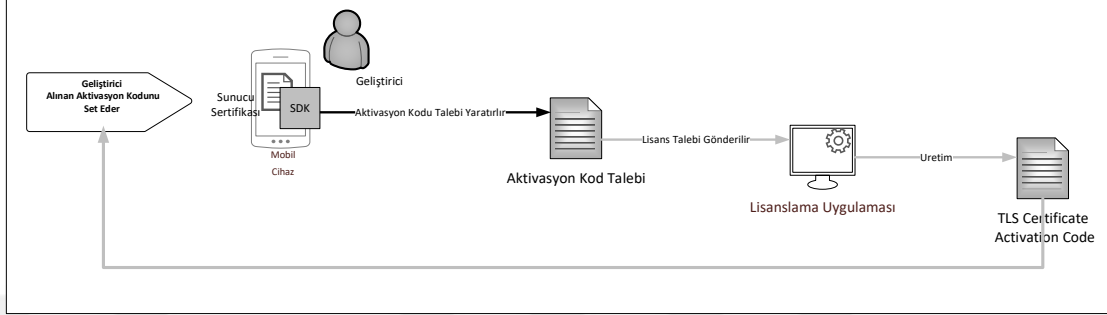 Geliştirici
Alınan Aktivasyon Kodunu
Set Eder
Sunucu
Sertifikası
SDK
Mobil
Cihaz
Geliştirici
Aktivasyon Kodu Talebi Yaratılır
Aktivasyon Kod Talebi
Lisans Talebi Gönderilir
Lisanslama Uygulaması
Uretim
TLS Certificate
Activation Code